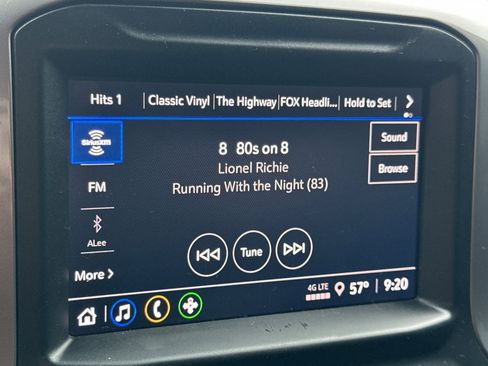 Hits 1 Classic Vinyl The Highway FOX Headli... Hold to Set
SiriusXM
8 80s on 8
Sound
Lionel Richie
Browse
FM
Running With the Night (83)
ALee
Tune
More
4G LTE 57° 9:20